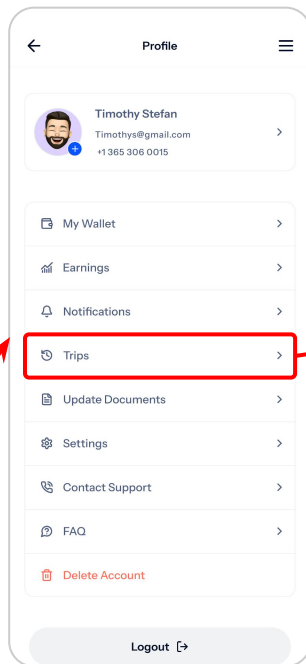 Profile
Timothy Stefan
Timothys@gmail.com
+1 365 306 0015
My Wallet
Earnings
Notifications
Trips
Update Documents
Settings
Contact Support
FAQ
Delete Account
Logout